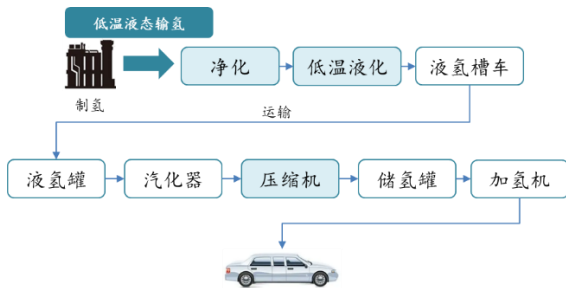 低温液态输氢
净化
低温液化
液氢槽车
制氢
运输
液氢罐
汽化器
压缩机
储氢罐
加氢机